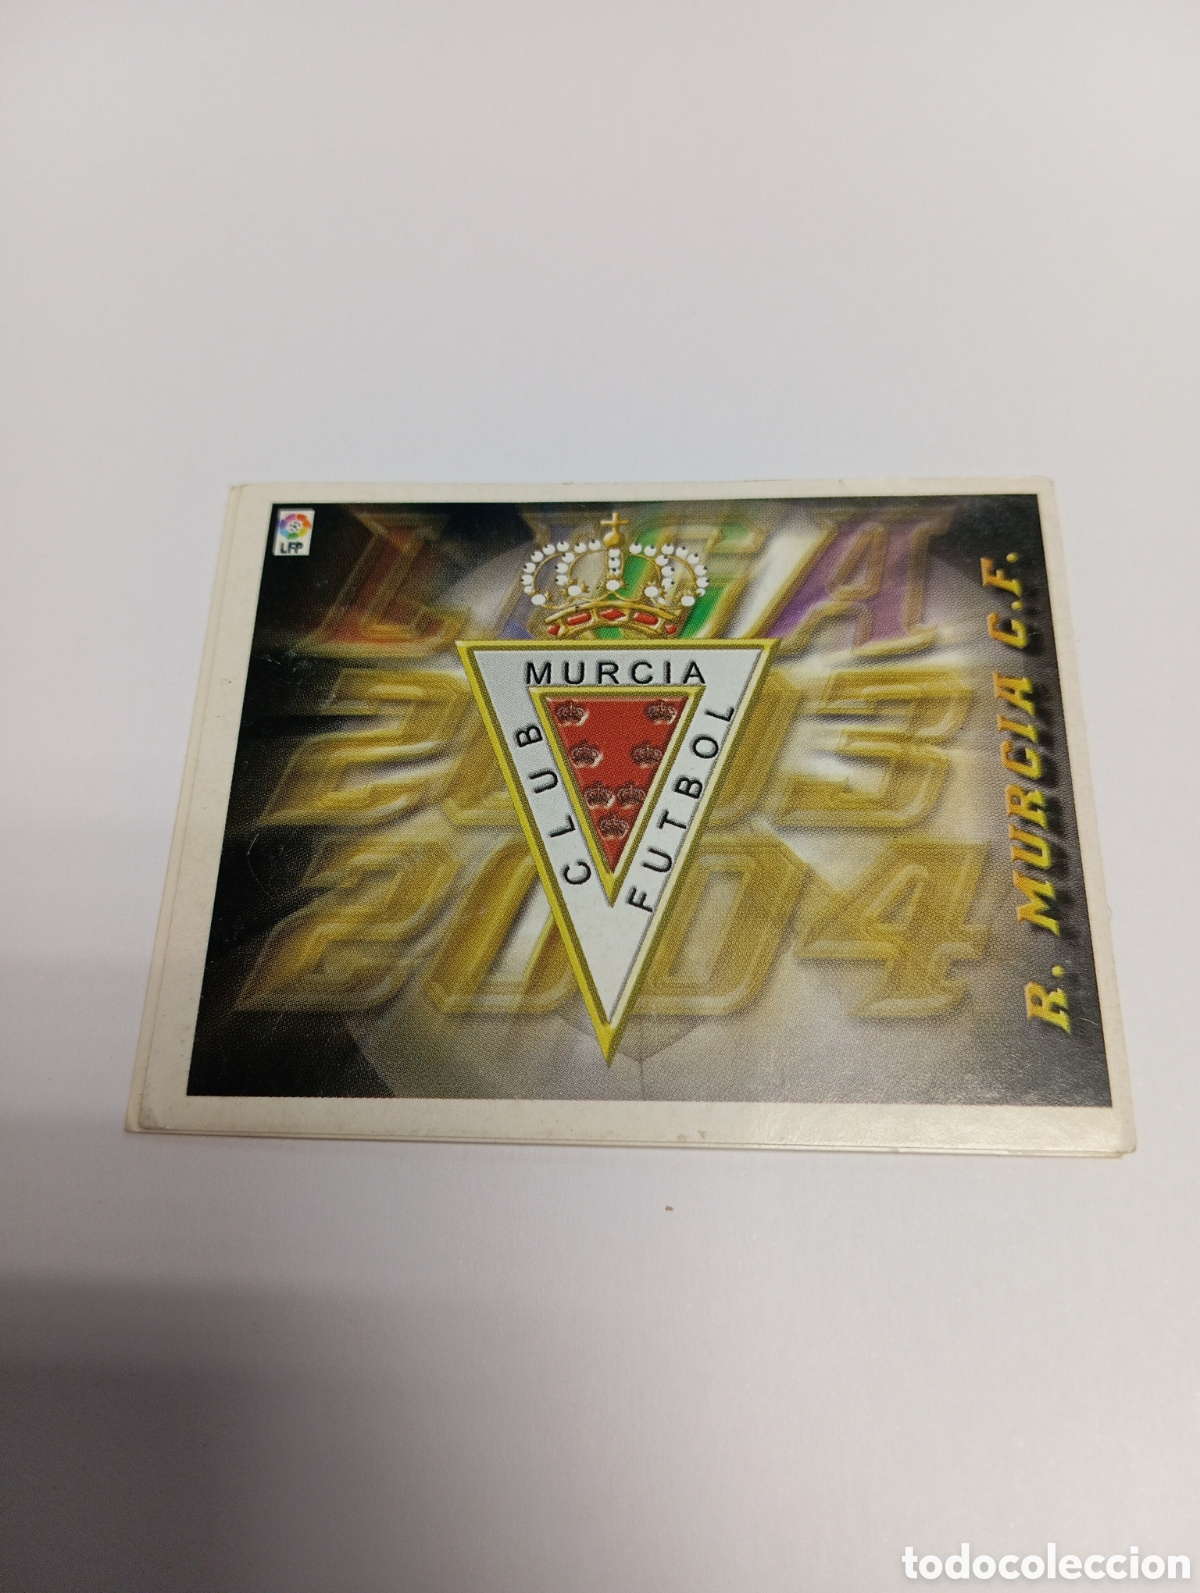 LFP
LIGA
2003
2004
MURCIA
CLUB
FUTBOL
R. MURCIA C.F.
todocoleccion